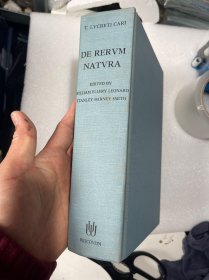 T. LVCRETI CARI
DE RERVM
NATVRA
EDITED BY
WILLIAM ELLERY LEONARD
STANLEY BARNEY SMITH
WISCONSIN